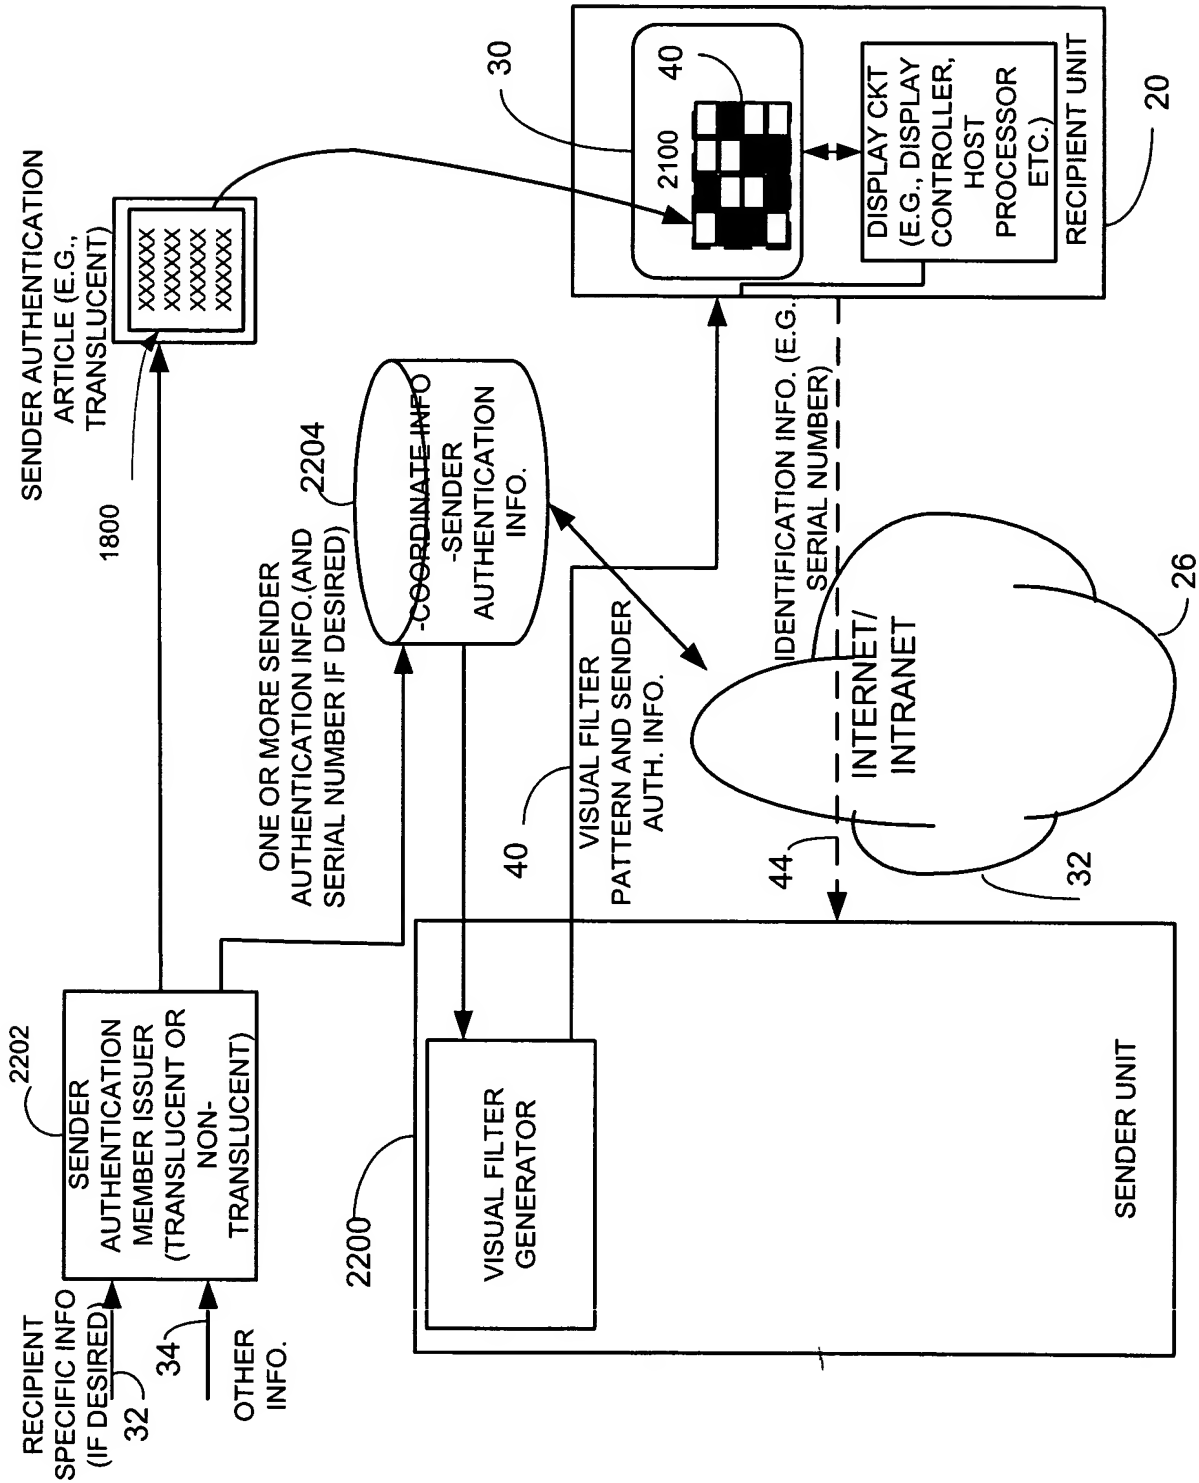 RECIPIENT
SPECIFIC INFO
(IF DESIRED)
32
34
OTHER
INFO.
2202
SENDER
AUTHENTICATION
MEMBER ISSUER
(TRANSLUCENT OR
NON-
TRANSLUCENT)
SENDER AUTHENTICATION
ARTICLE (E.G.,
TRANSLUCENT)
1800
XXXXXX
XXXXXX
XXXXXX
XXXXXX
ONE OR MORE SENDER
AUTHENTICATION INFO.(AND
SERIAL NUMBER IF DESIRED)
2204
-COORDINATE INFO
-SENDER
AUTHENTICATION
INFO.
2200
VISUAL FILTER
GENERATOR
SENDER UNIT
40
VISUAL FILTER
PATTERN AND SENDER
AUTH. INFO.
44
IDENTIFICATION INFO. (E.G.,
SERIAL NUMBER)
INTERNET/
INTRANET
32
26
30
2100
40
DISPLAY CKT
(E.G., DISPLAY
CONTROLLER,
HOST
PROCESSOR
ETC.)
RECIPIENT UNIT
20